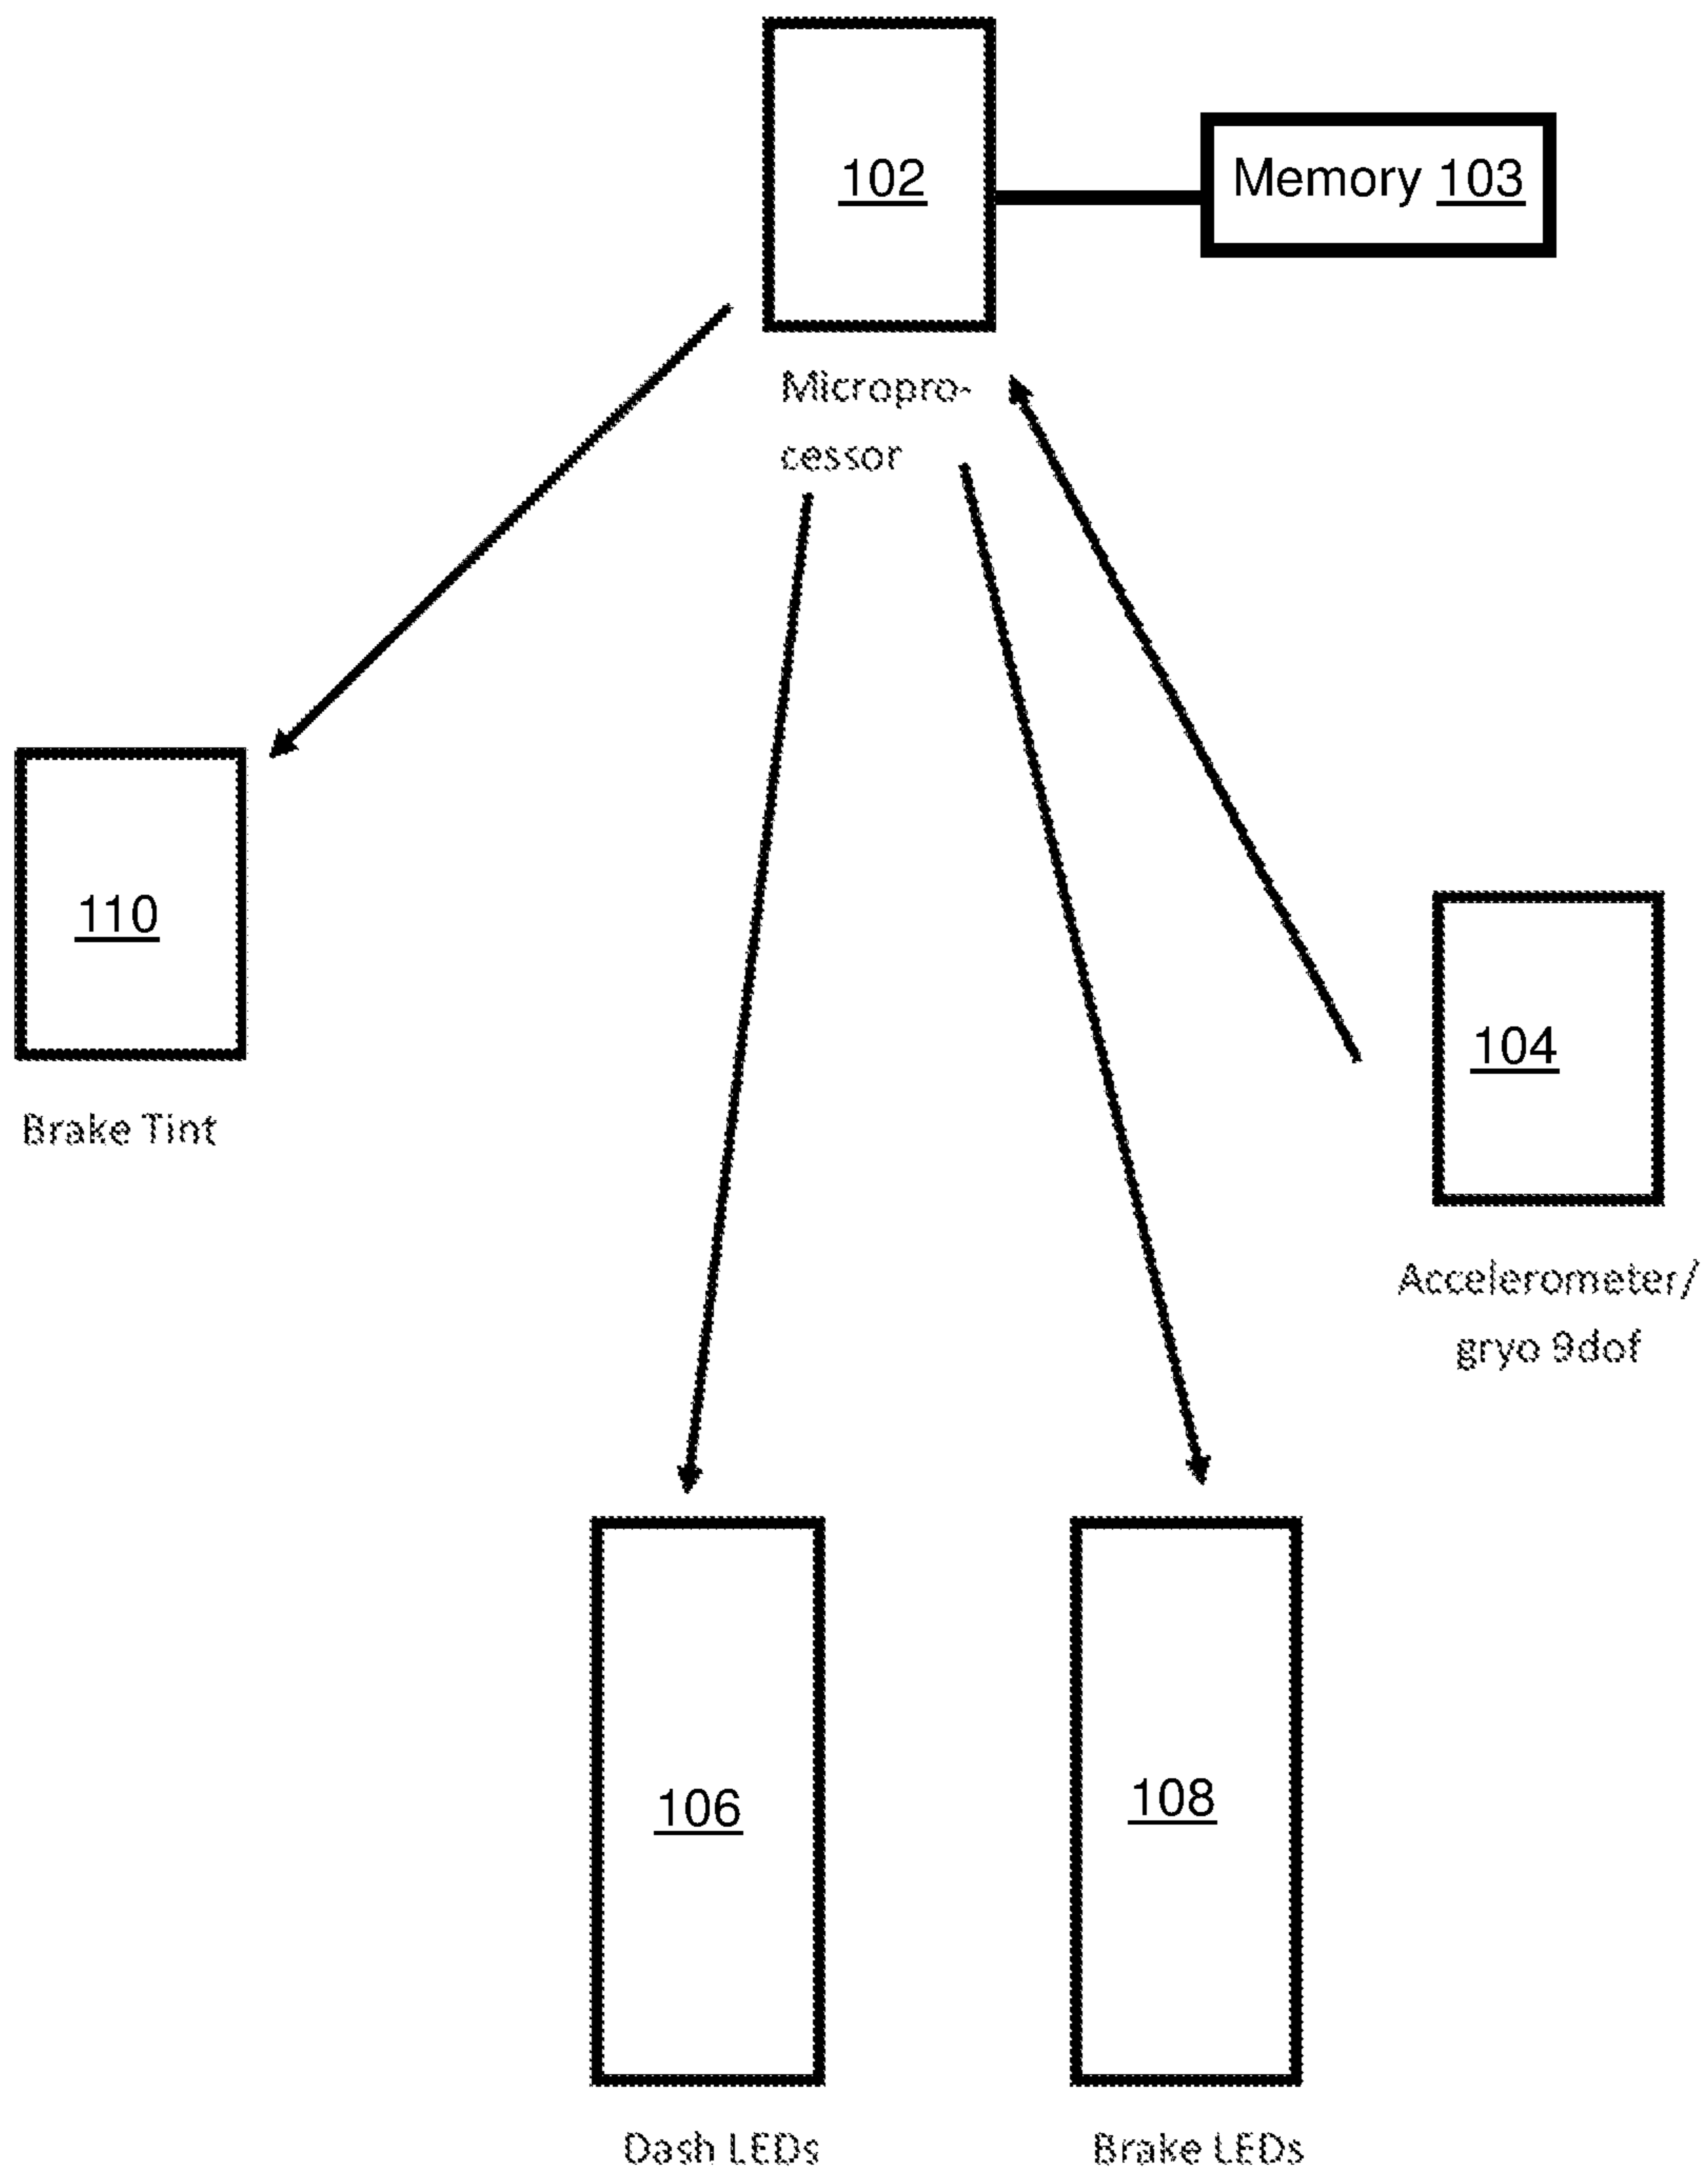 102
Memory 103
Micropro-
cessor
110
Brake Tint
104
Accelerometer/
gryo 9dof
106
108
Dash LEDs
Brake LEDs